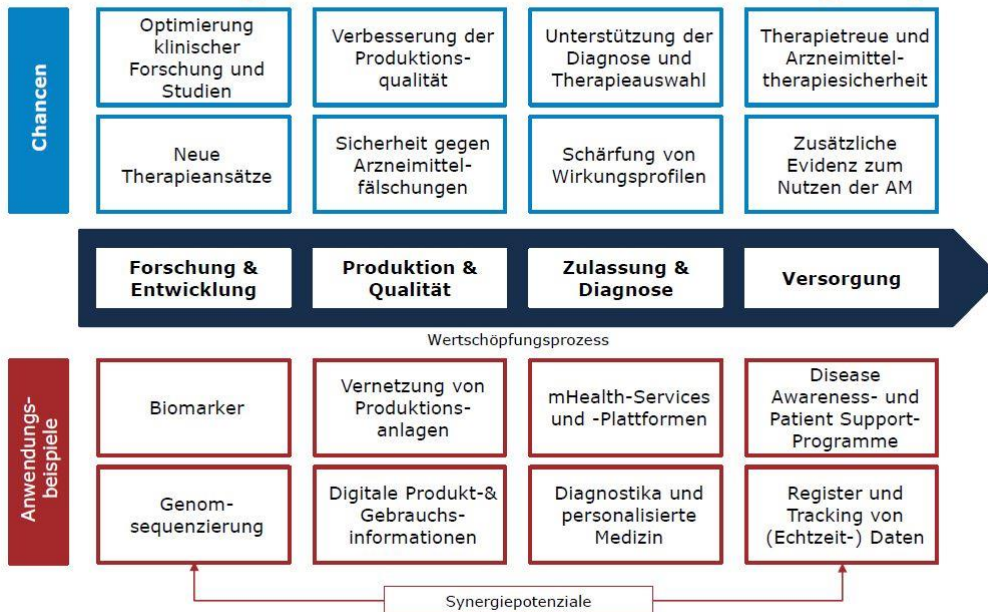 Chancen
Optimierung
klinischer
Forschung und
Studien
Verbesserung der
Produktions-
qualität
Unterstützung der
Diagnose und
Therapieauswahl
Therapietreue und
Arzneimittel-
therapiesicherheit
Neue
Therapieansätze
Sicherheit gegen
Arzneimittel-
fälschungen
Schärfung von
Wirkungsprofilen
Zusätzliche
Evidenz zum
Nutzen der AM
Forschung &
Entwicklung
Produktion &
Qualität
Zulassung &
Diagnose
Versorgung
Wertschöpfungsprozess
Anwendungs-
beispiele
Biomarker
Vernetzung von
Produktions-
anlagen
mHealth-Services
und -Plattformen
Disease
Awareness- und
Patient Support-
Programme
Genom-
sequenzierung
Digitale Produkt-&
Gebrauchs-
informationen
Diagnostika und
personalisierte
Medizin
Register und
Tracking von
(Echtzeit-) Daten
Synergiepotenziale